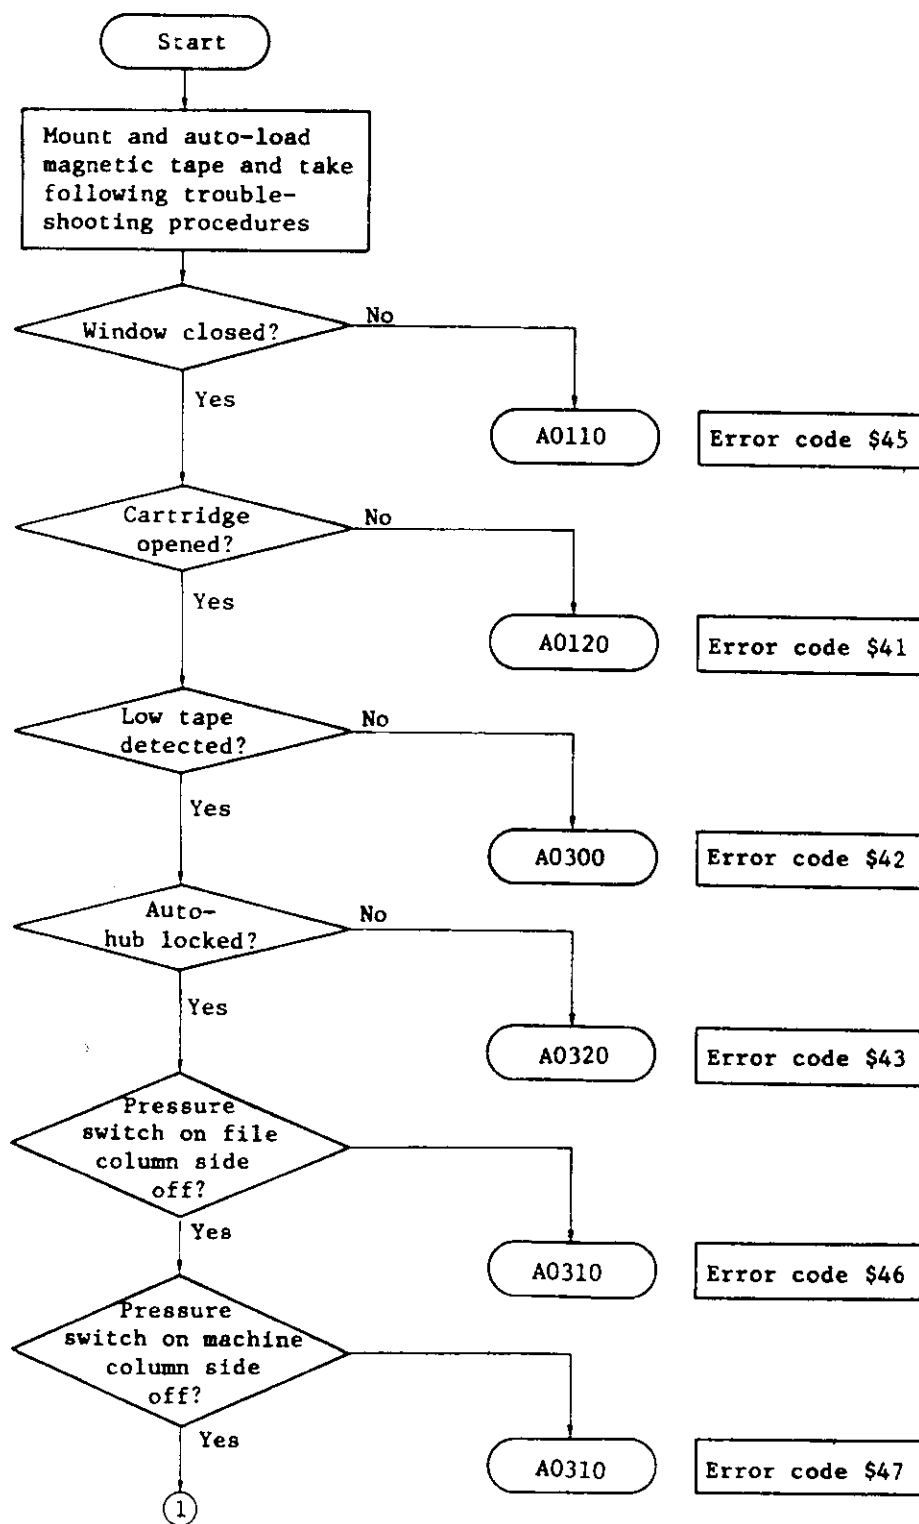 Start
Mount and auto-load
magnetic tape and take
following trouble-
shooting procedures
Window closed?
No
Yes
A0110
Error code $45
Cartridge
opened?
No
Yes
A0120
Error code $41
Low tape
detected?
No
Yes
A0300
Error code $42
Auto-
hub locked?
No
Yes
A0320
Error code $43
Pressure
switch on file
column side
off?
Yes
A0310
Error code $46
Pressure
switch on machine
column side
off?
Yes
A0310
Error code $47
1